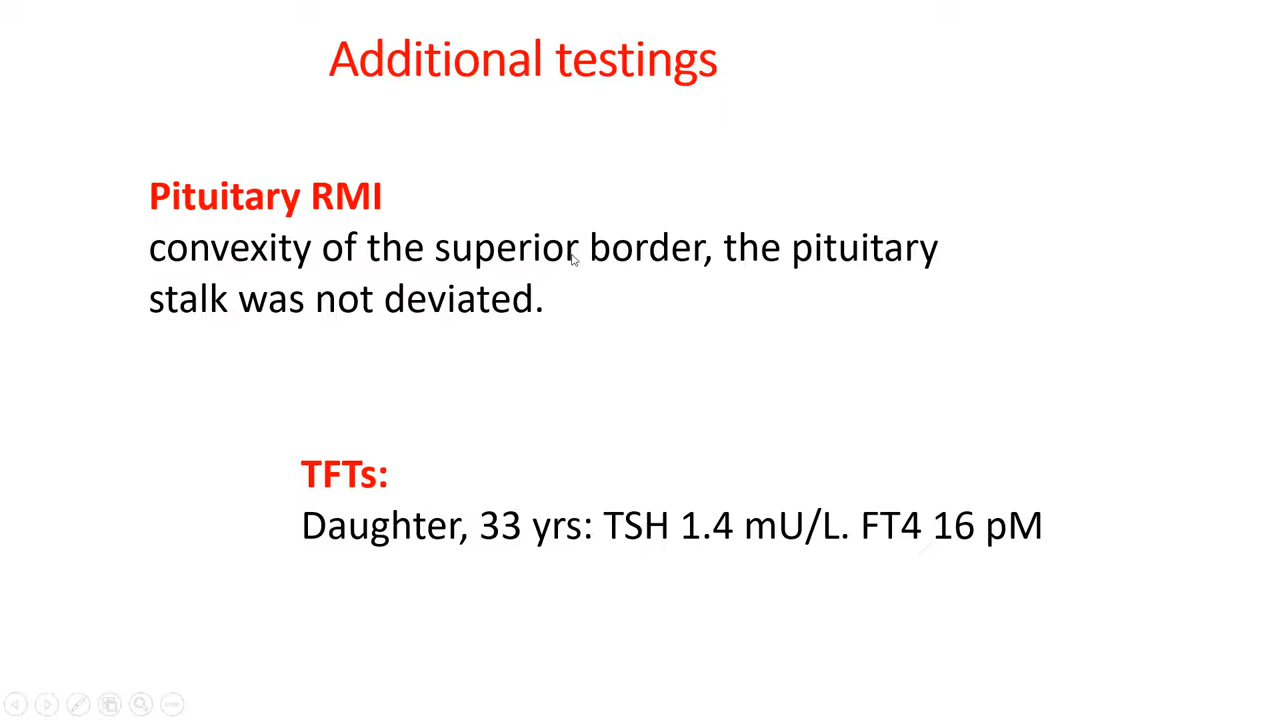 Additional testings
Pituitary RMI
convexity of the superior border, the pituitary
stalk was not deviated.
TFTs:
Daughter, 33 yrs: TSH 1.4 mU/L. FT4 16 pM